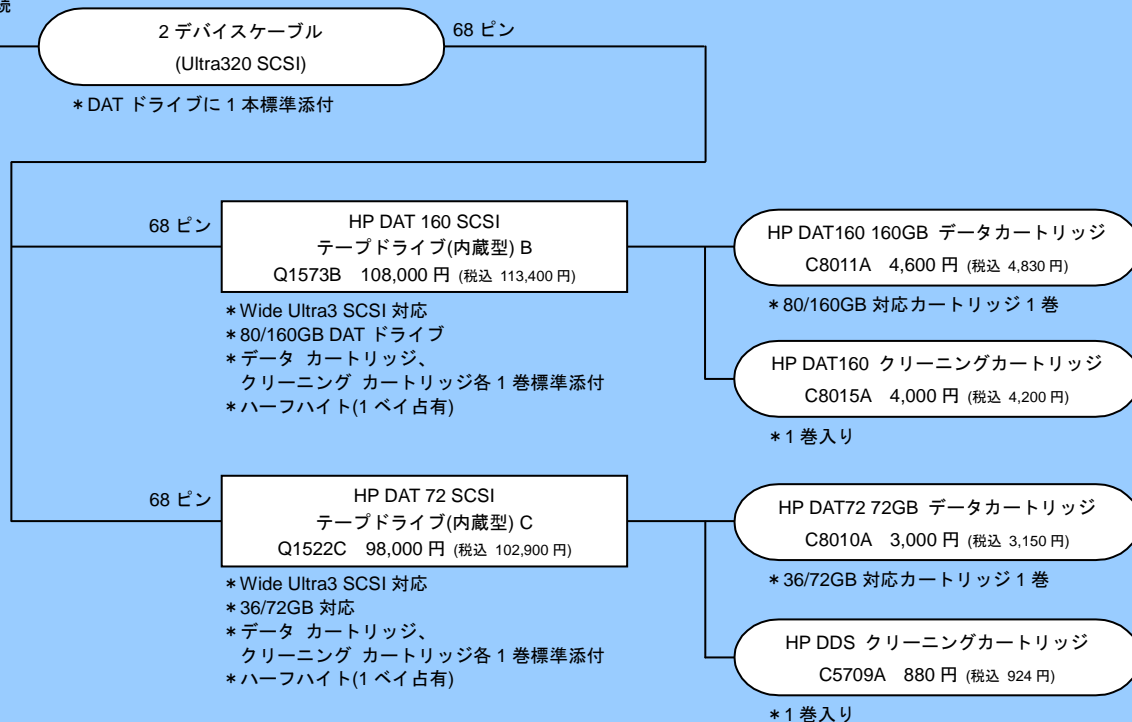 続
2 デバイスケーブル
(Ultra320 SCSI)
68 ピン
＊DAT ドライブに 1 本標準添付
68 ピン
HP DAT 160 SCSI
テープドライブ(内蔵型) B
Q1573B 108,000 円 (税込 113,400 円)
＊Wide Ultra3 SCSI 対応
＊80/160GB DAT ドライブ
＊データ カートリッジ、
クリーニング カートリッジ各 1 巻標準添付
＊ハーフハイト(1 ベイ占有)
HP DAT160 160GB データカートリッジ
C8011A 4,600 円 (税込 4,830 円)
＊80/160GB 対応カートリッジ 1 巻
HP DAT160 クリーニングカートリッジ
C8015A 4,000 円 (税込 4,200 円)
＊1 巻入り
68 ピン
HP DAT 72 SCSI
テープドライブ(内蔵型) C
Q1522C 98,000 円 (税込 102,900 円)
＊Wide Ultra3 SCSI 対応
＊36/72GB 対応
＊データ カートリッジ、
クリーニング カートリッジ各 1 巻標準添付
＊ハーフハイト(1 ベイ占有)
HP DAT72 72GB データカートリッジ
C8010A 3,000 円 (税込 3,150 円)
＊36/72GB 対応カートリッジ 1 巻
HP DDS クリーニングカートリッジ
C5709A 880 円 (税込 924 円)
＊1 巻入り